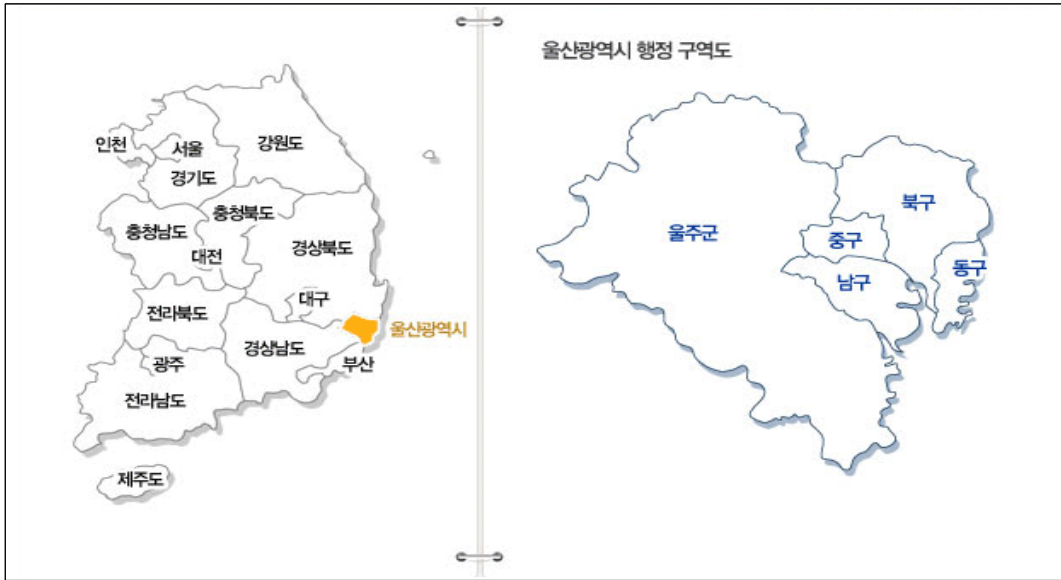 울산광역시 행정 구역도
인천
서울
강원도
경기도
충청북도
충청남도
대전
경상북도
대구
전라북도
울산광역시
경상남도
부산
광주
전라남도
제주도
북구
울주군
중구
동구
남구